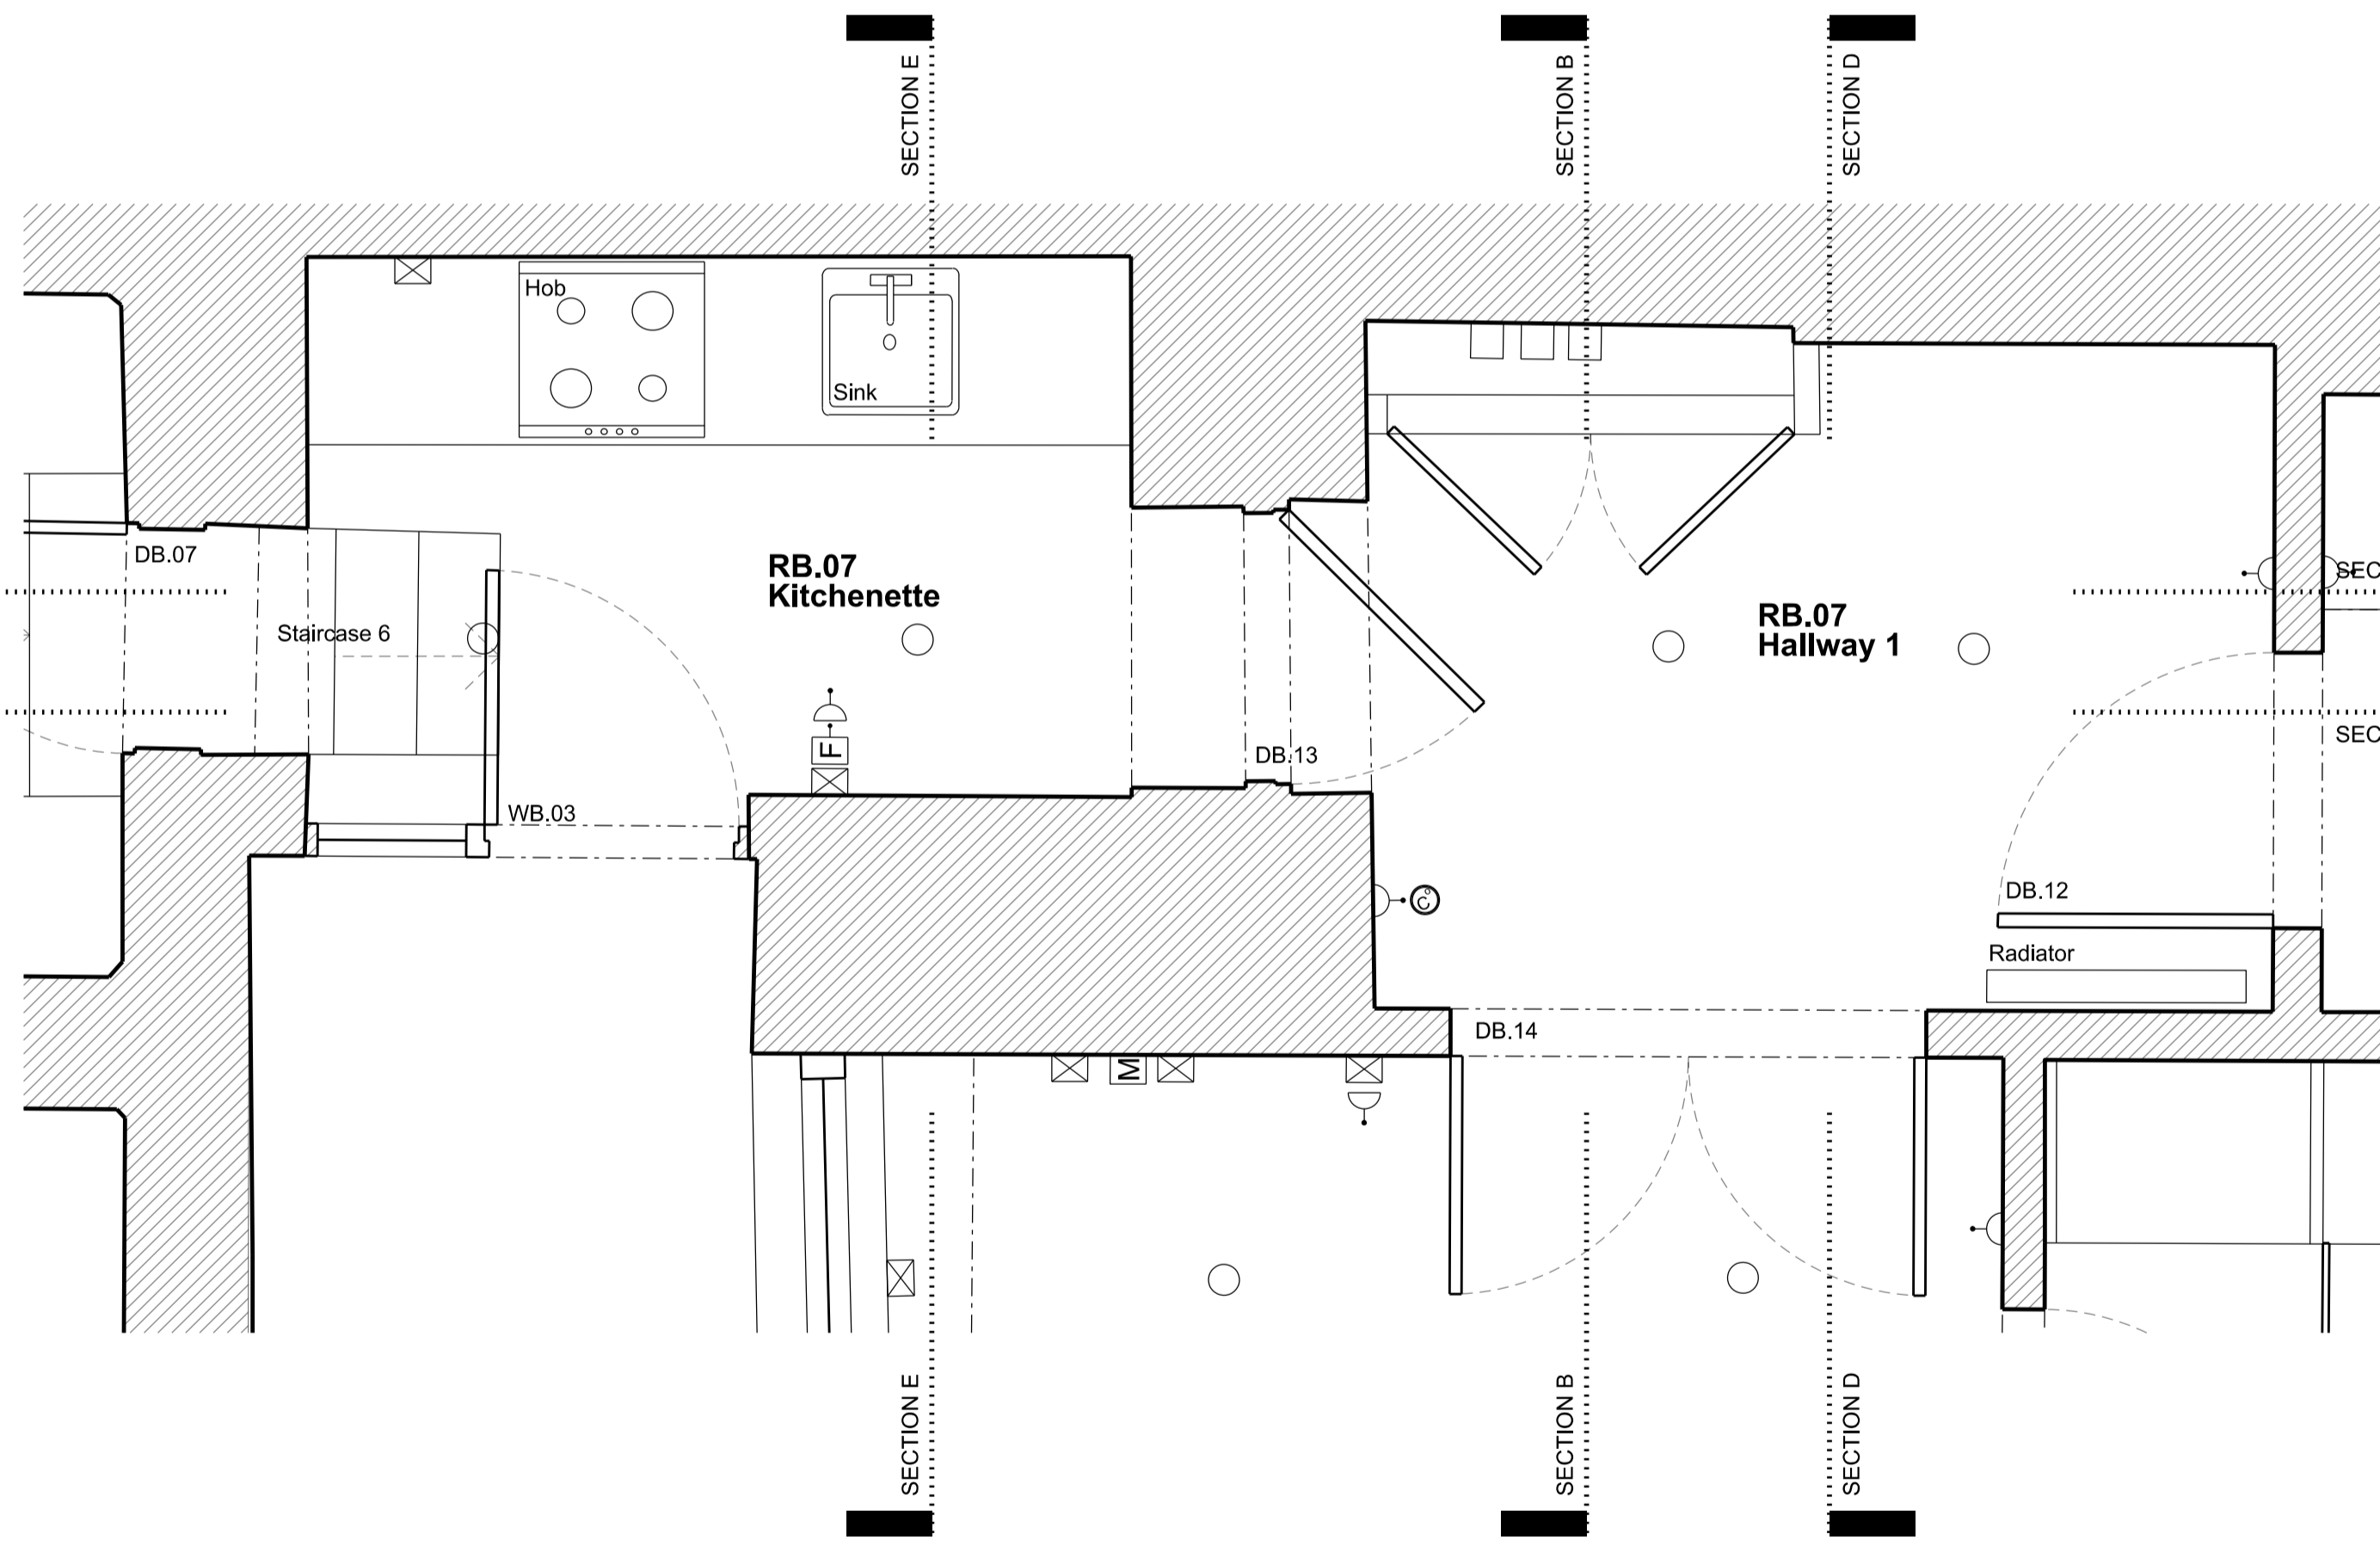 SECTION E
SECTION B
SECTION D
Hob
Sink
DB.07
RB.07
Kitchenette
SEC
Staircase 6
RB.07
Hallway 1
F
DB.13
SEC
WB.03
C°
DB.12
Radiator
DB.14
M
SECTION E
SECTION B
SECTION D